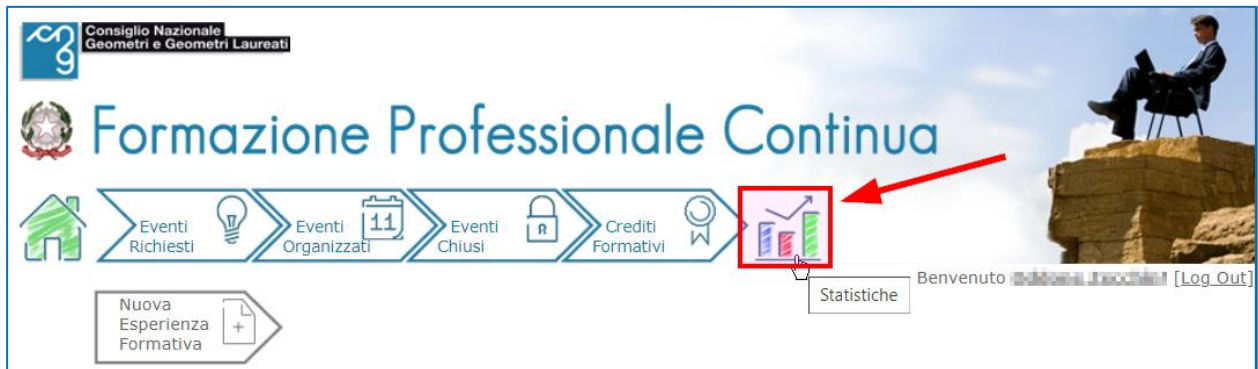 Consiglio Nazionale
Geometri e Geometri Laureati
cng
Formazione Professionale Continua
Eventi
Richiesti
Eventi
Organizzati
11
Eventi
Chiusi
Crediti
Formativi
Statistiche
Benvenuto [Log Out]
Nuova
Esperienza
Formativa